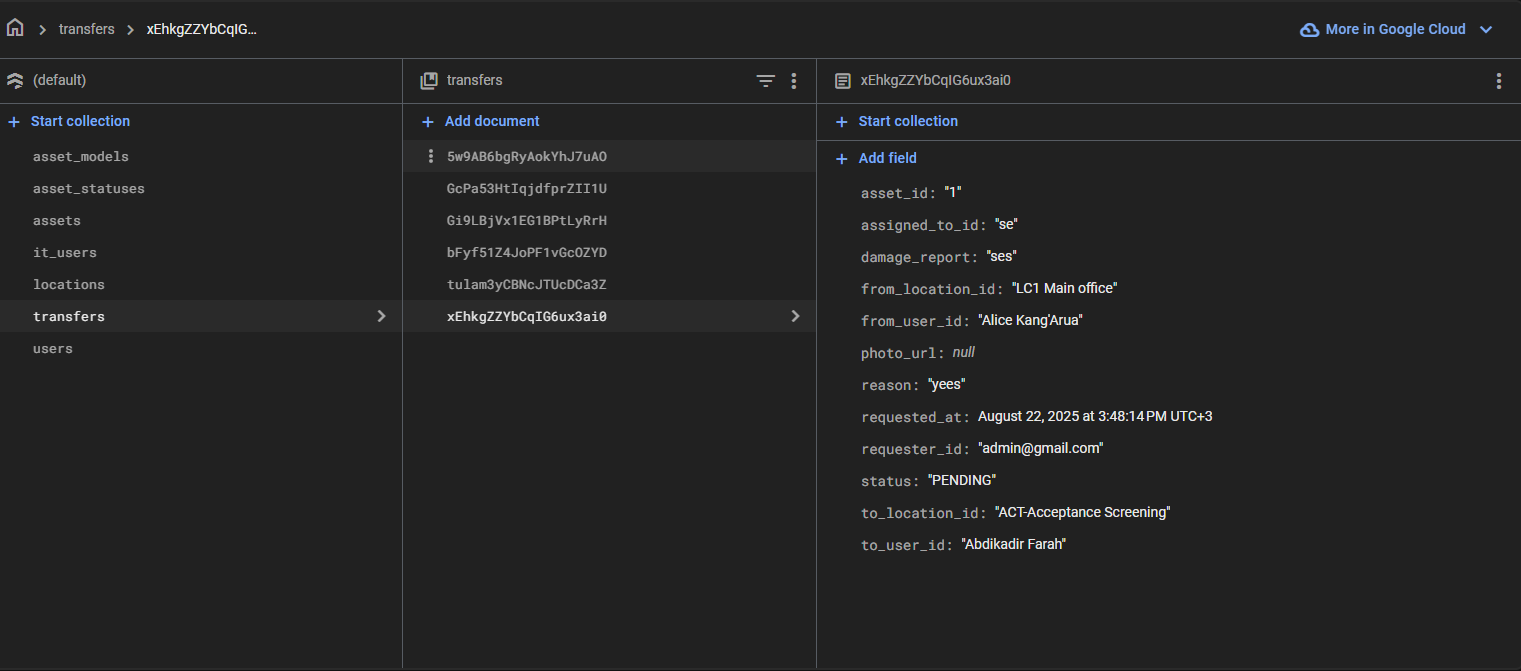 transfers
xEhkgZZYbCqIG…
More in Google Cloud
(default)
Start collection
asset_models
asset_statuses
assets
it_users
locations
transfers
users
transfers
Add document
5w9AB6bgRyAokYhJ7uAO
GcPa53HtIqjdfprZII1U
Gi9LBjVx1EG1BPtLyRrH
bFyf51Z4JoPF1vGcOZYD
tulam3yCBNcJTUcDCa3Z
xEhkgZZYbCqIG6ux3ai0
xEhkgZZYbCqIG6ux3ai0
Start collection
Add field
asset_id: "1"
assigned_to_id: "se"
damage_report: "ses"
from_location_id: "LC1 Main office"
from_user_id: "Alice Kang'Arua"
photo_url: null
reason: "yees"
requested_at: August 22, 2025 at 3:48:14 PM UTC+3
requester_id: "admin@gmail.com"
status: "PENDING"
to_location_id: "ACT-Acceptance Screening"
to_user_id: "Abdikadir Farah"